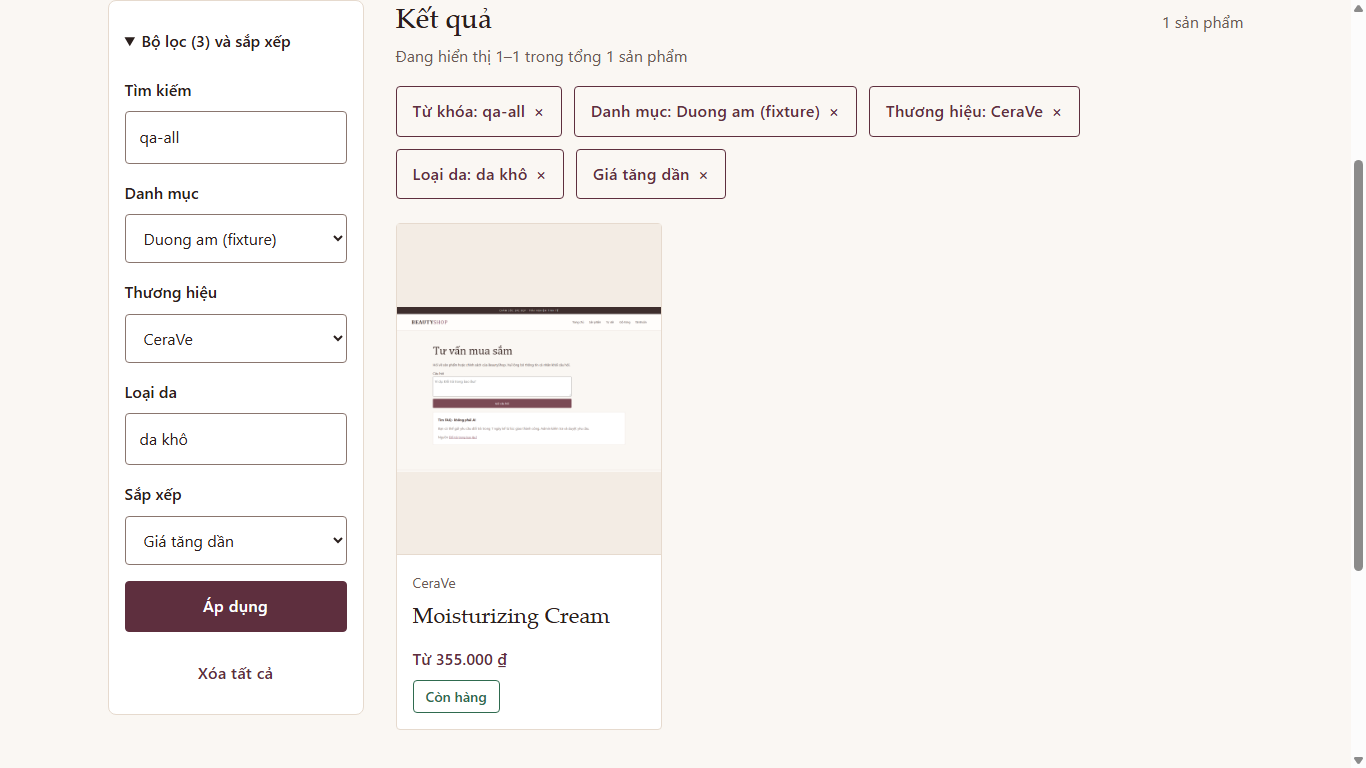 ▼ Bộ lọc (3) và sắp xếp
Tìm kiếm
qa-all
Danh mục
Duong am (fixture)
Thương hiệu
CeraVe
Loại da
da khô
Sắp xếp
Giá tăng dần
Áp dụng
Xóa tất cả
Kết quả
1 sản phẩm
Đang hiển thị 1–1 trong tổng 1 sản phẩm
Từ khóa: qa-all ×
Danh mục: Duong am (fixture) ×
Thương hiệu: CeraVe ×
Loại da: da khô ×
Giá tăng dần ×
BEAUTYSHOP
Tư vấn mua sắm
CeraVe
Moisturizing Cream
Từ 355.000 ₫
Còn hàng